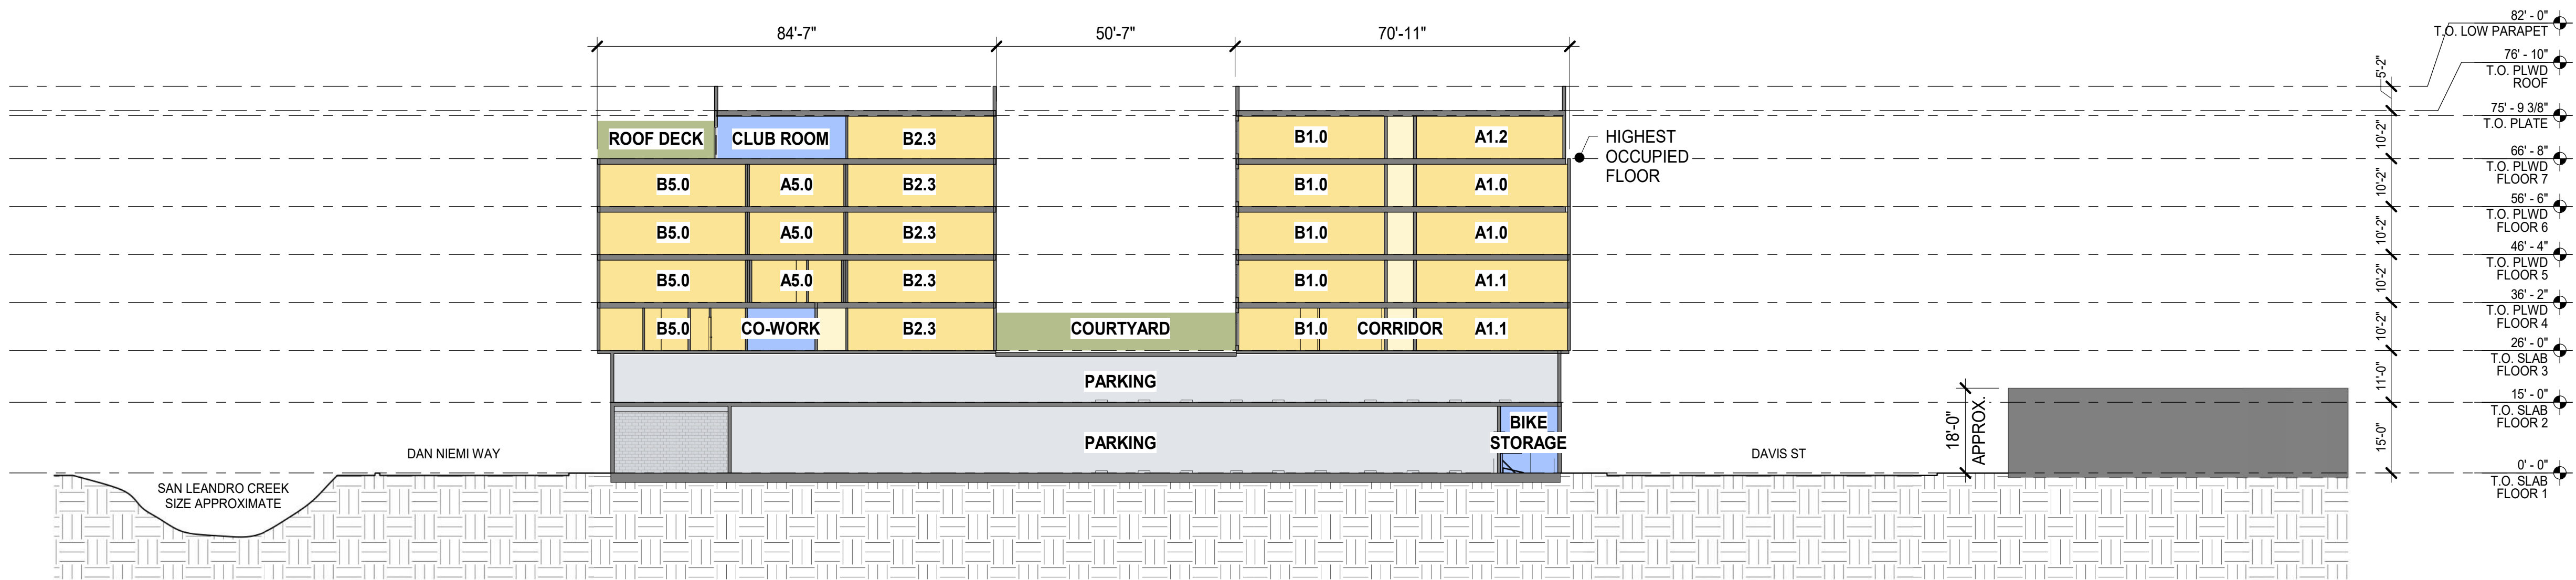 84'-7"
50'-7"
70'-11"
82' - 0"
T.O. LOW PARAPET
76' - 10"
T.O. PLWD
ROOF
5'-2"
75' - 9 3/8"
T.O. PLATE
ROOF DECK
CLUB ROOM
B2.3
B1.0
A1.2
HIGHEST
OCCUPIED
FLOOR
10'-2"
66' - 8"
T.O. PLWD
FLOOR 7
B5.0
A5.0
B2.3
B1.0
A1.0
10'-2"
56' - 6"
T.O. PLWD
FLOOR 6
B5.0
A5.0
B2.3
B1.0
A1.0
10'-2"
46' - 4"
T.O. PLWD
FLOOR 5
B5.0
A5.0
B2.3
B1.0
A1.1
10'-2"
36' - 2"
T.O. PLWD
FLOOR 4
B5.0
CO-WORK
B2.3
COURTYARD
B1.0
CORRIDOR
A1.1
10'-2"
26' - 0"
T.O. SLAB
FLOOR 3
PARKING
11'-0"
15' - 0"
T.O. SLAB
FLOOR 2
PARKING
BIKE
STORAGE
18'-0"
APPROX.
15'-0"
DAN NIEMI WAY
DAVIS ST
0' - 0"
T.O. SLAB
FLOOR 1
SAN LEANDRO CREEK
SIZE APPROXIMATE